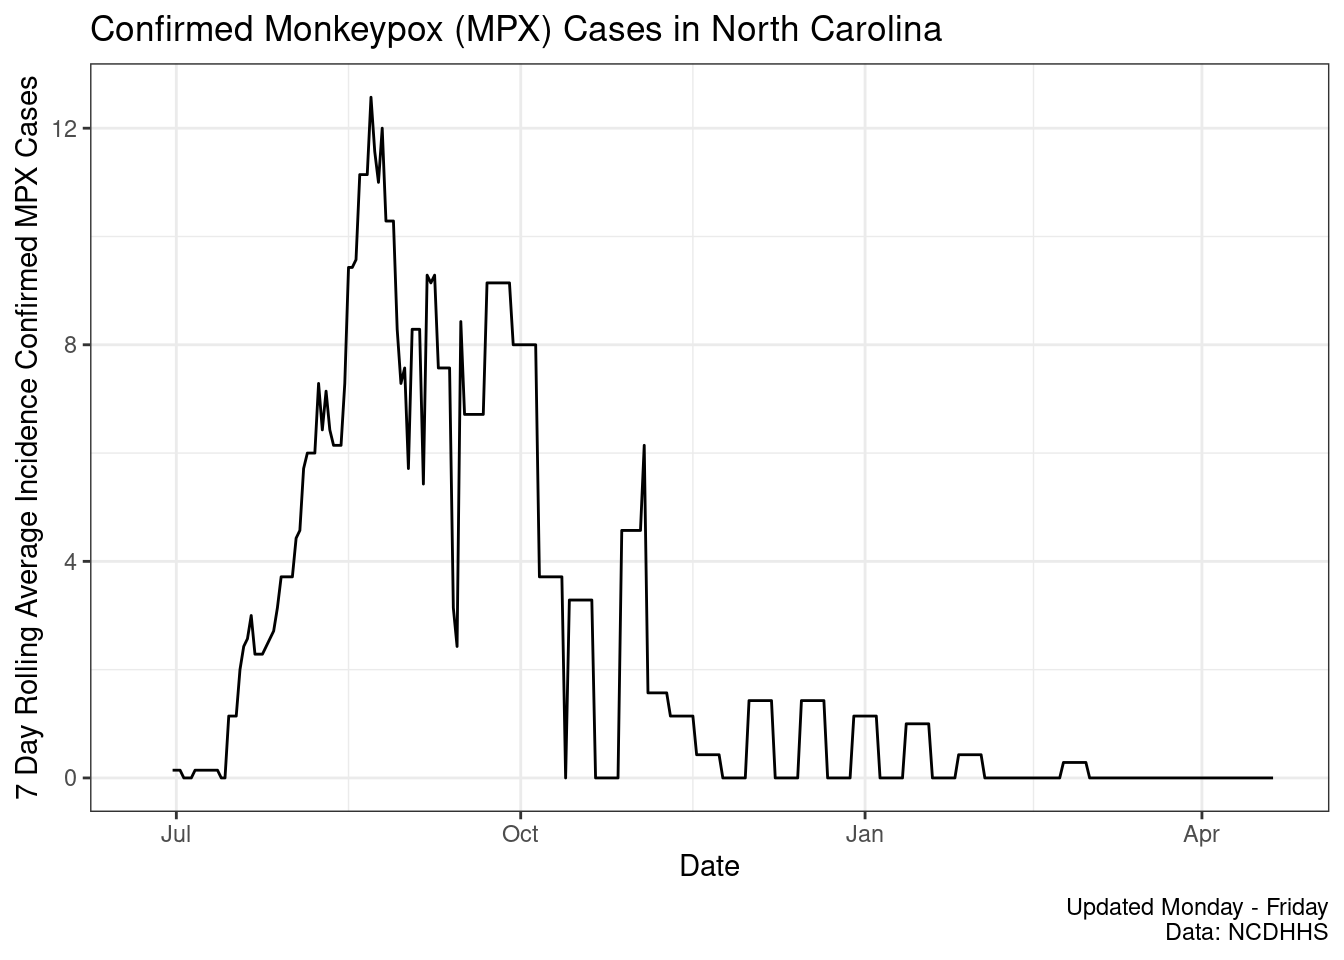 Confirmed Monkeypox (MPX) Cases in North Carolina
7 Day Rolling Average Incidence Confirmed MPX Cases
12
8
4
0
Jul
Oct
Jan
Apr
Date
Updated Monday - Friday
Data: NCDHHS